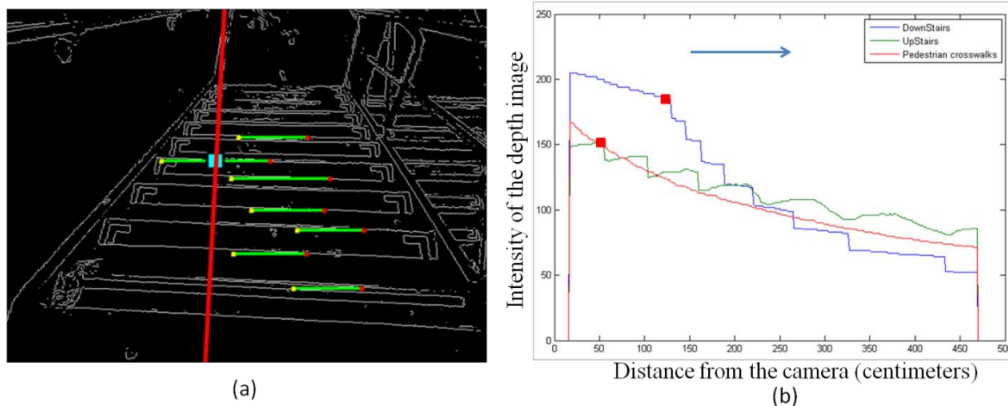 (a)
250
200
150
100
50
0
Intensity of the depth image
DownStairs
UpStairs
Pedestrian crosswalks
0 50 100 150 200 250 300 350 400 450 500
Distance from the camera (centimeters)
(b)